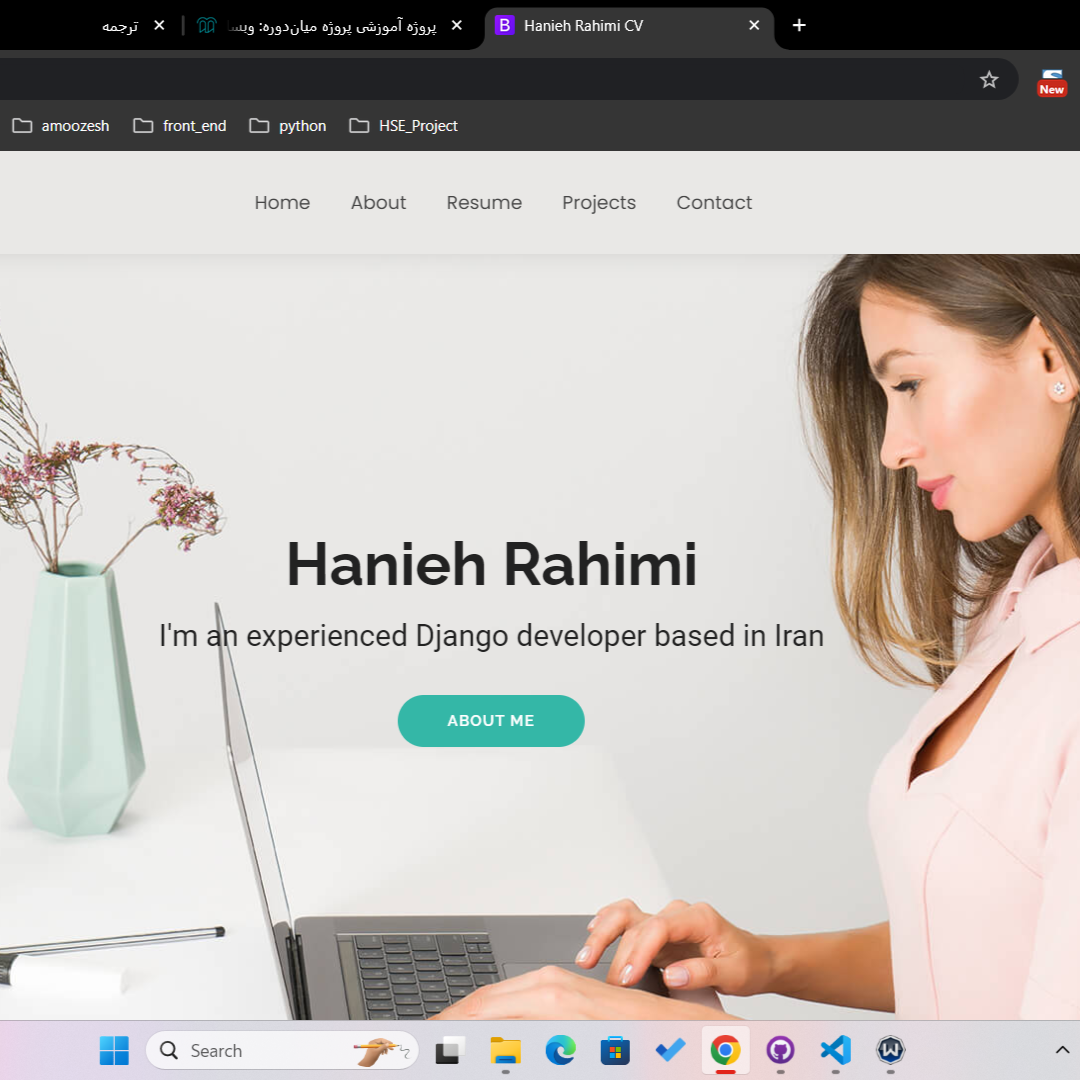 ترجمه
پروژه آموزشی پروژه میان‌دوره: وبسا
Hanieh Rahimi CV
New
amoozesh
front_end
python
HSE_Project
Home
About
Resume
Projects
Contact
Hanieh Rahimi
I'm an experienced Django developer based in Iran
ABOUT ME
Search